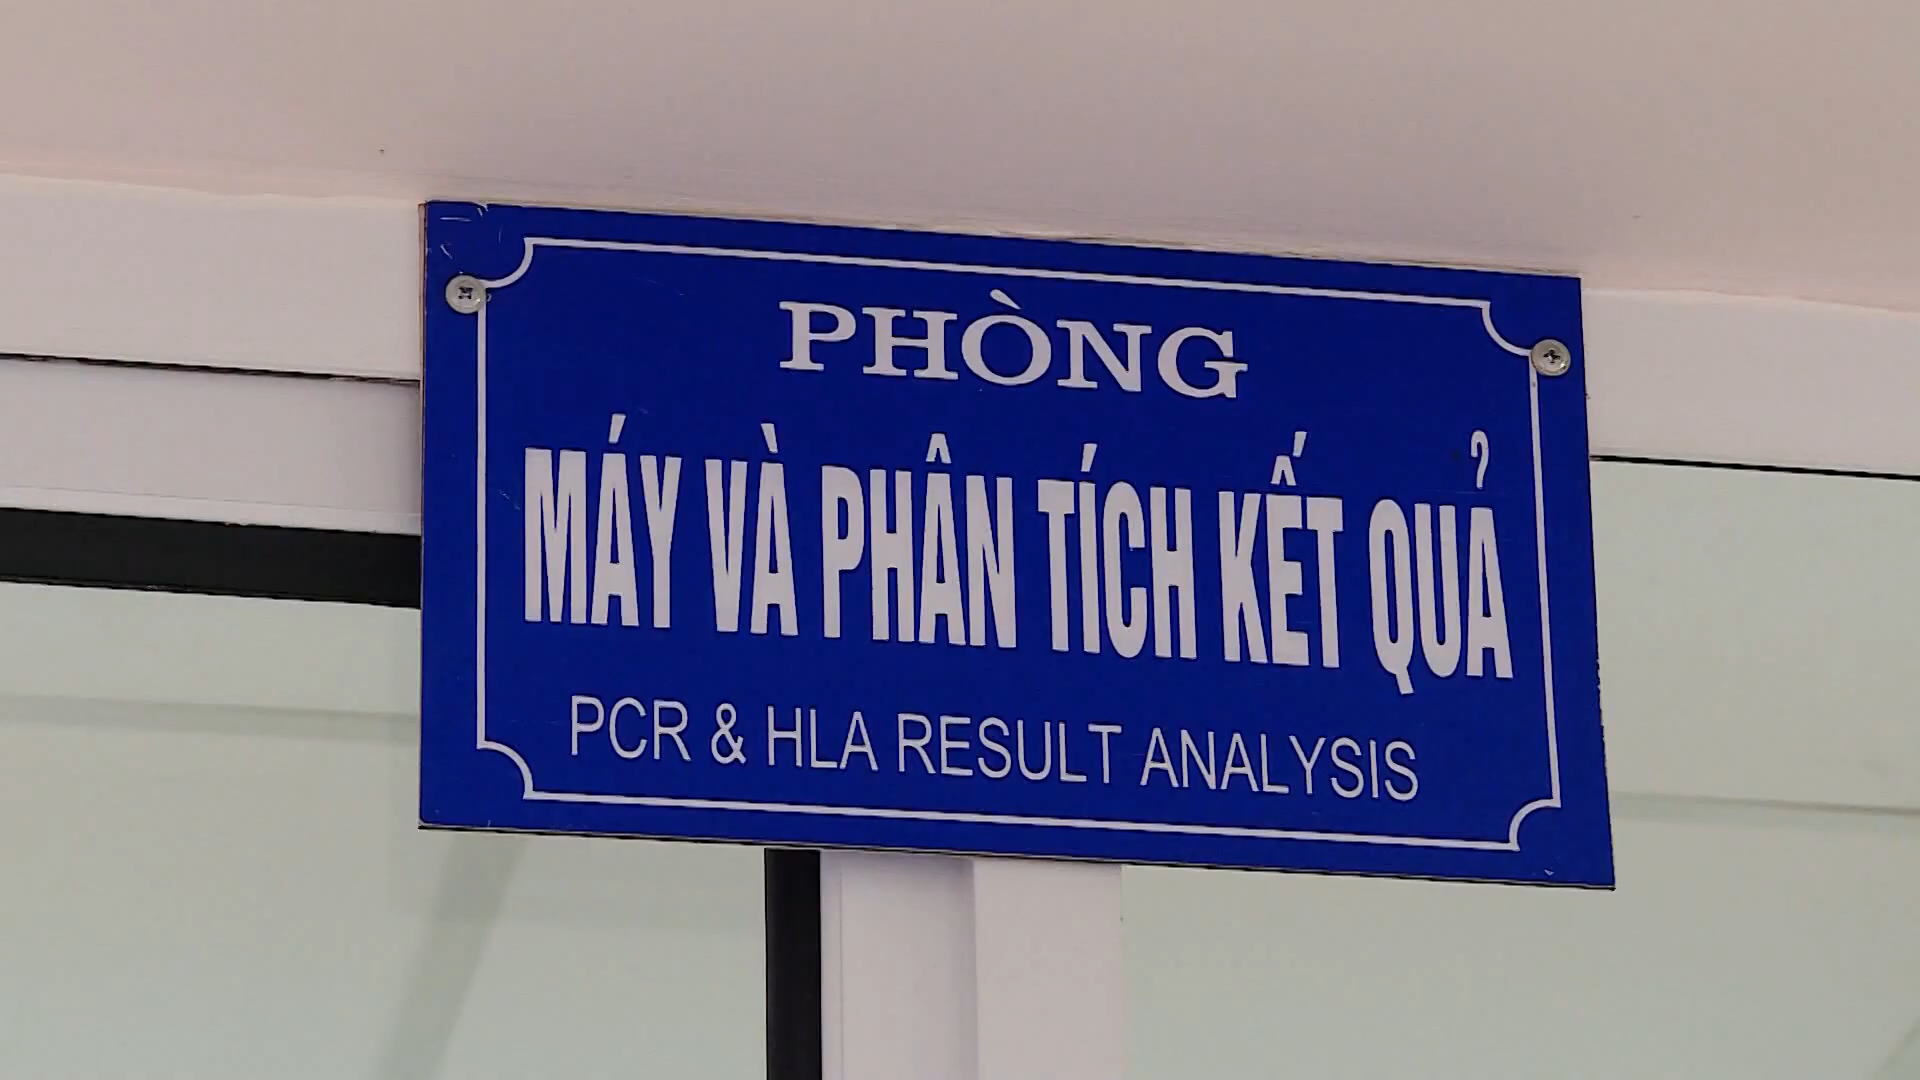 PHÒNG
MÁY VÀ PHÂN TÍCH KẾT QUẢ
PCR & HLA RESULT ANALYSIS